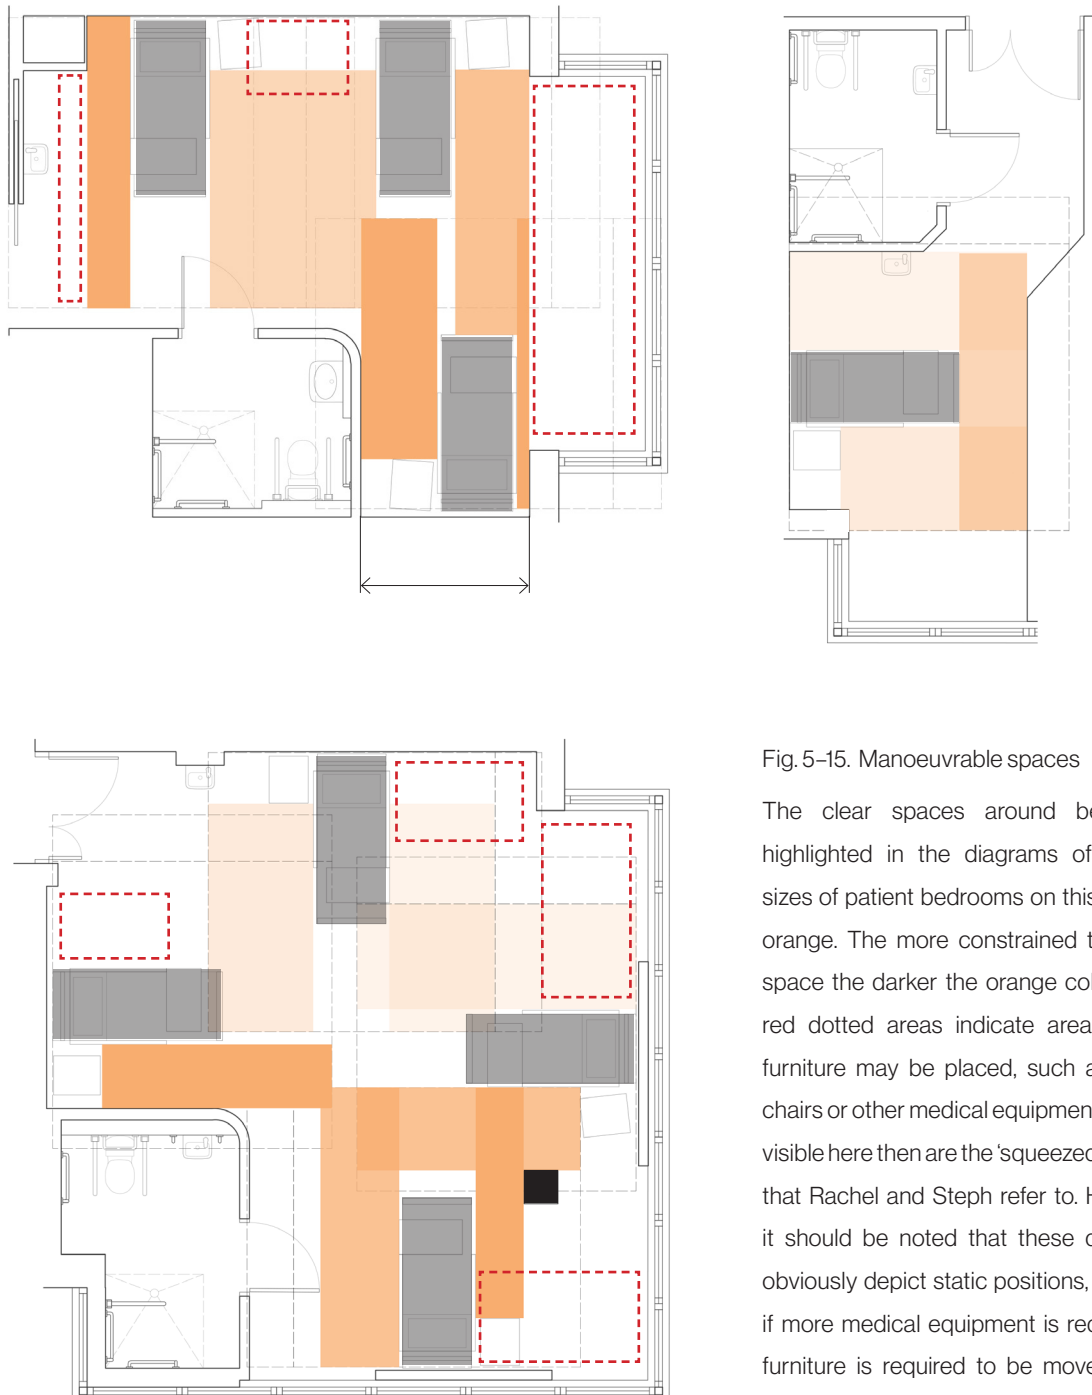 Fig. 5–15. Manoeuvrable spaces
The clear spaces around
highlighted in the diagrams of
sizes of patient bedrooms on this
orange. The more constrained
space the darker the orange
red dotted areas indicate
furniture may be placed, such
chairs or other medical
visible here then are the ‘squeezed
that Rachel and Steph refer to.
it should be noted that these
obviously depict static positions,
if more medical equipment is
furniture is required to be